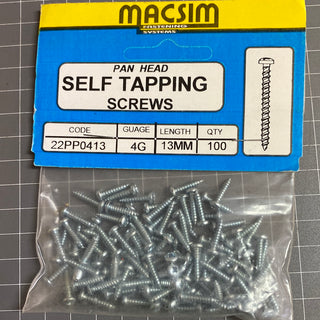 MACSIM
FASTENING
SYSTEMS
PAN HEAD
SELF TAPPING
SCREWS
CODE GUAGE LENGTH QTY
22PP0413 4G 13MM 100